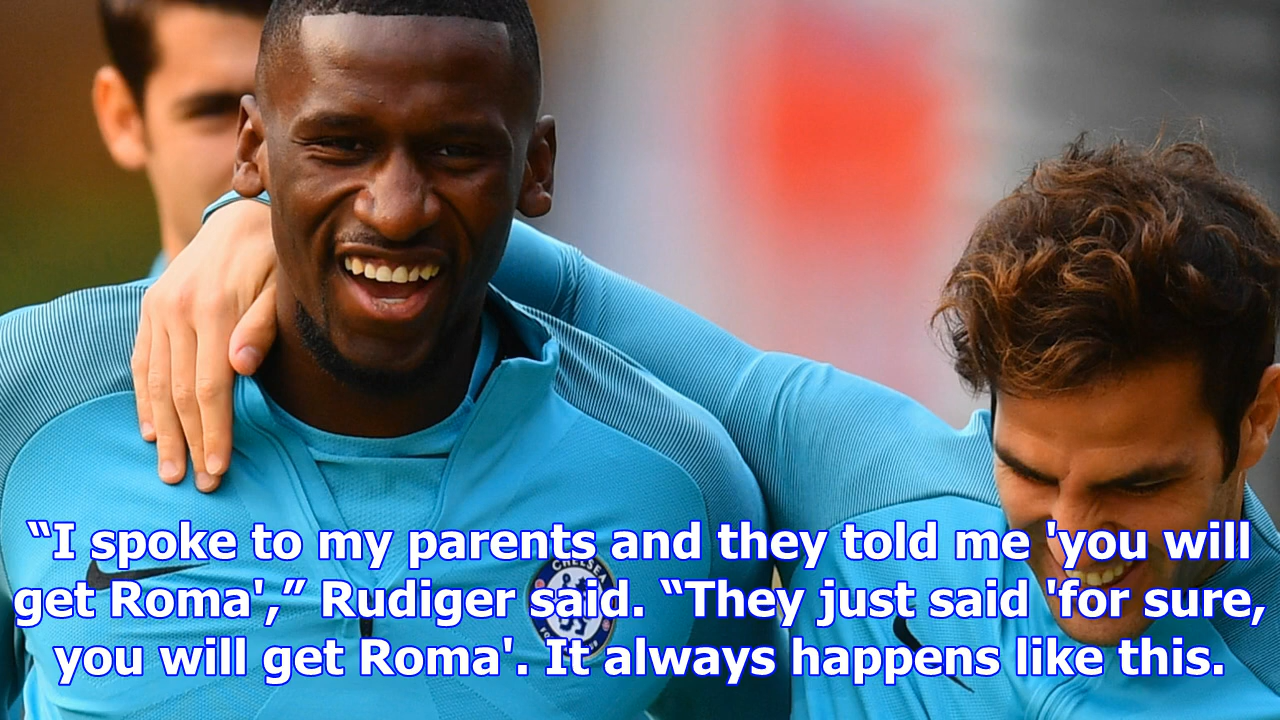 “I spoke to my parents and they told me 'you will
get Roma',” Rudiger said. “They just said 'for sure,
you will get Roma'. It always happens like this.
CHELSEA